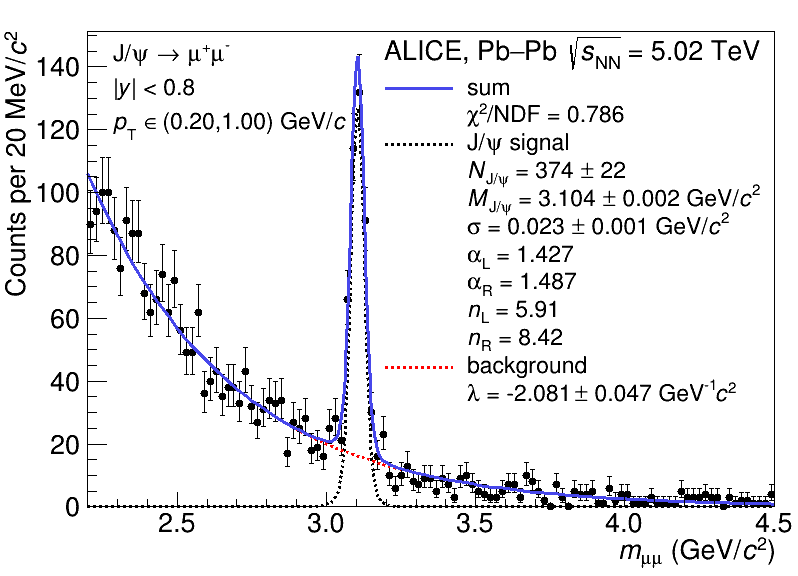 J/ψ → μ⁺μ⁻
|y| < 0.8
p_T ∈ (0.20,1.00) GeV/c
ALICE, Pb–Pb √s_NN = 5.02 TeV
sum
χ²/NDF = 0.786
J/ψ signal
N_J/ψ = 374 ± 22
M_J/ψ = 3.104 ± 0.002 GeV/c²
σ = 0.023 ± 0.001 GeV/c²
α_L = 1.427
α_R = 1.487
n_L = 5.91
n_R = 8.42
background
λ = -2.081 ± 0.047 GeV⁻¹c²
Counts per 20 MeV/c²
140
120
100
80
60
40
20
0
2.5 3.0 3.5 4.0 4.5
m_μμ (GeV/c²)